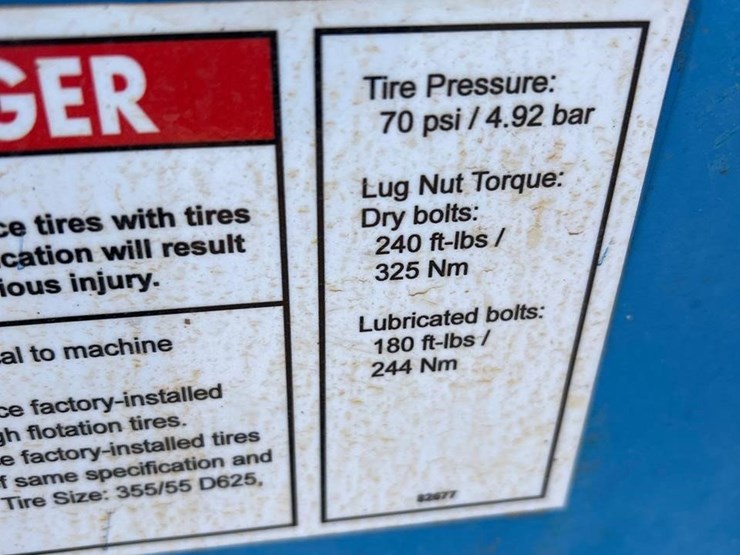 GER
ce tires with tires
cation will result
ious injury.
al to machine
ce factory-installed
gh flotation tires.
e factory-installed tires
f same specification and
Tire Size: 355/55 D625,
Tire Pressure:
70 psi / 4.92 bar
Lug Nut Torque:
Dry bolts:
240 ft-lbs /
325 Nm
Lubricated bolts:
180 ft-lbs /
244 Nm
82677